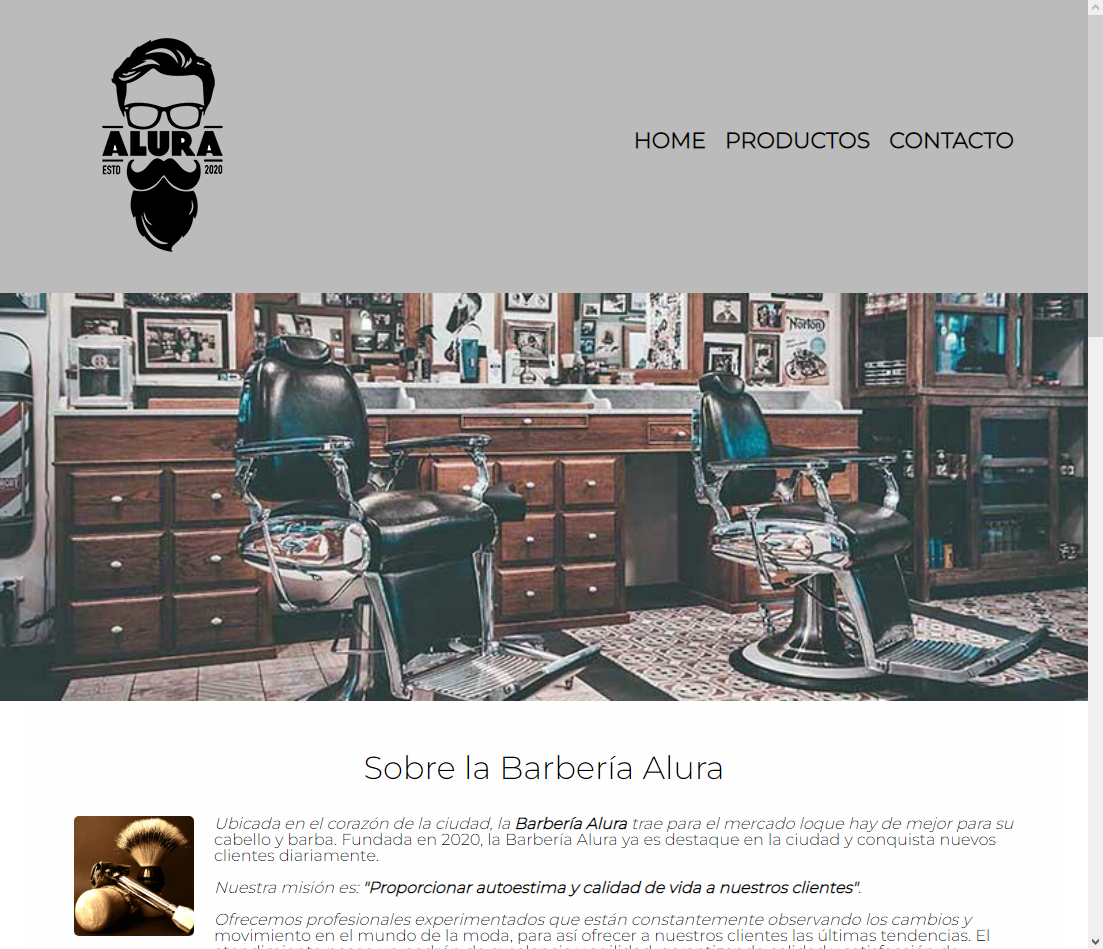 ALURA
ESTD 2020
HOME PRODUCTOS CONTACTO
Norton
Sobre la Barbería Alura
Ubicada en el corazón de la ciudad, la Barbería Alura trae para el mercado loque hay de mejor para su
cabello y barba. Fundada en 2020, la Barbería Alura ya es destaque en la ciudad y conquista nuevos
clientes diariamente.
Nuestra misión es: "Proporcionar autoestima y calidad de vida a nuestros clientes".
Ofrecemos profesionales experimentados que están constantemente observando los cambios y
movimiento en el mundo de la moda, para así ofrecer a nuestros clientes las últimas tendencias. El